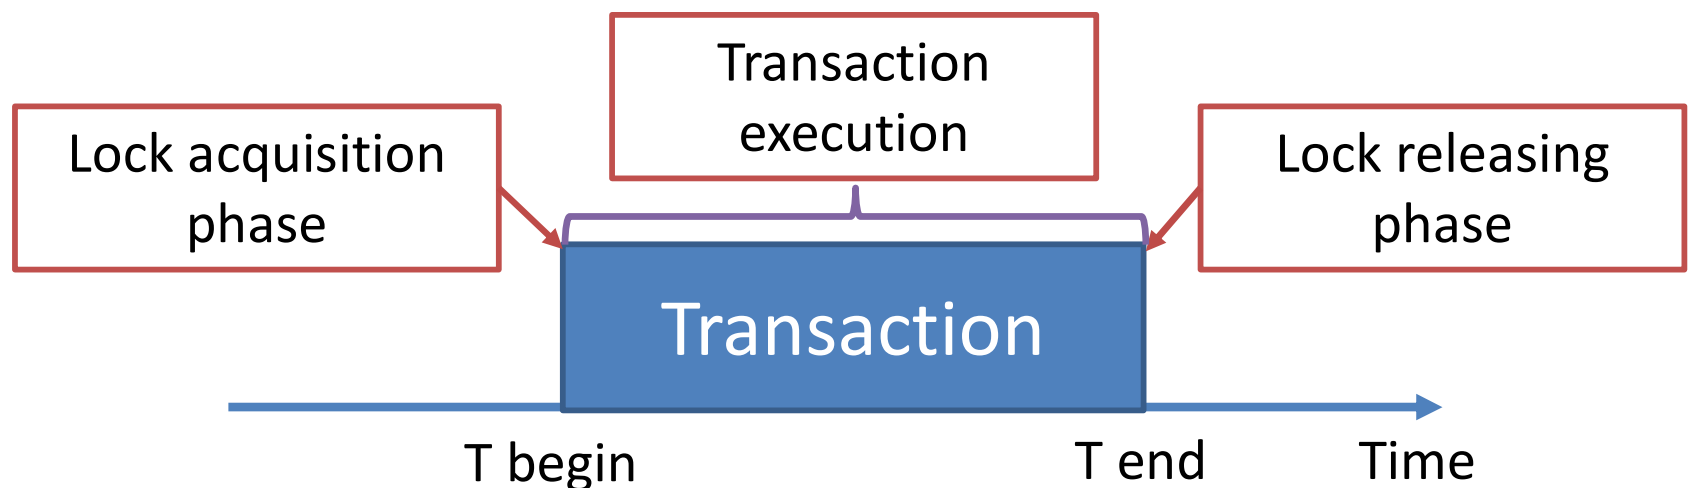 Transaction
execution
Lock acquisition
phase
Lock releasing
phase
Transaction
T begin
T end
Time